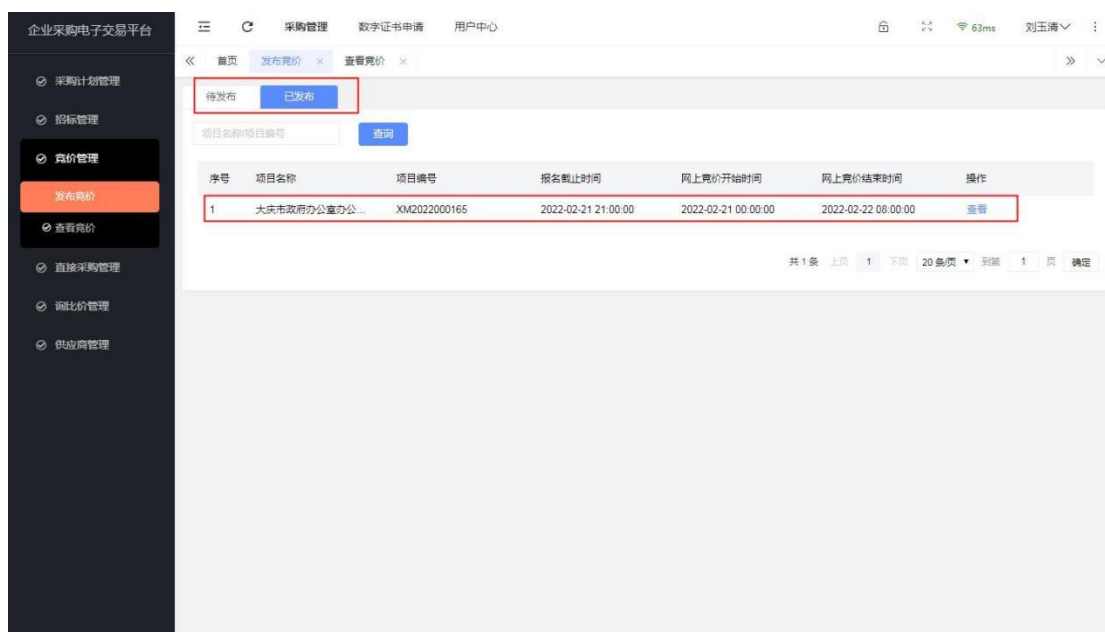 企业采购电子交易平台
采购管理 数字证书申请 用户中心 63ms 刘玉清
首页 发布竞价 查看竞价
采购计划管理
招标管理
竞价管理
发布竞价
查看竞价
直接采购管理
询比价管理
供应商管理
待发布 已发布
项目名称/项目编号 查询
序号 项目名称 项目编号 报名截止时间 网上竞价开始时间 网上竞价结束时间 操作
1 大庆市政府办公室办公... XM2022000165 2022-02-21 21:00:00 2022-02-21 00:00:00 2022-02-22 08:00:00 查看
共 1 条 上页 1 下页 20 条/页 到第 1 页 确定